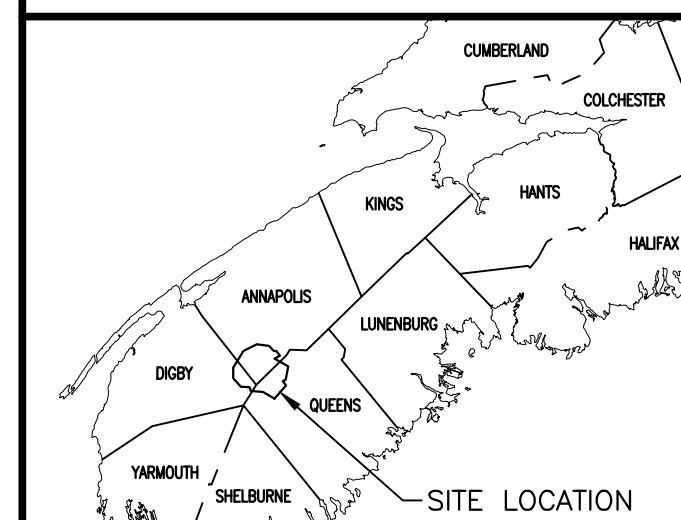 CUMBERLAND
COLCHESTER
KINGS
HANTS
HALIFAX
ANNAPOLIS
LUNENBURG
DIGBY
QUEENS
YARMOUTH
SHELBURNE
SITE LOCATION